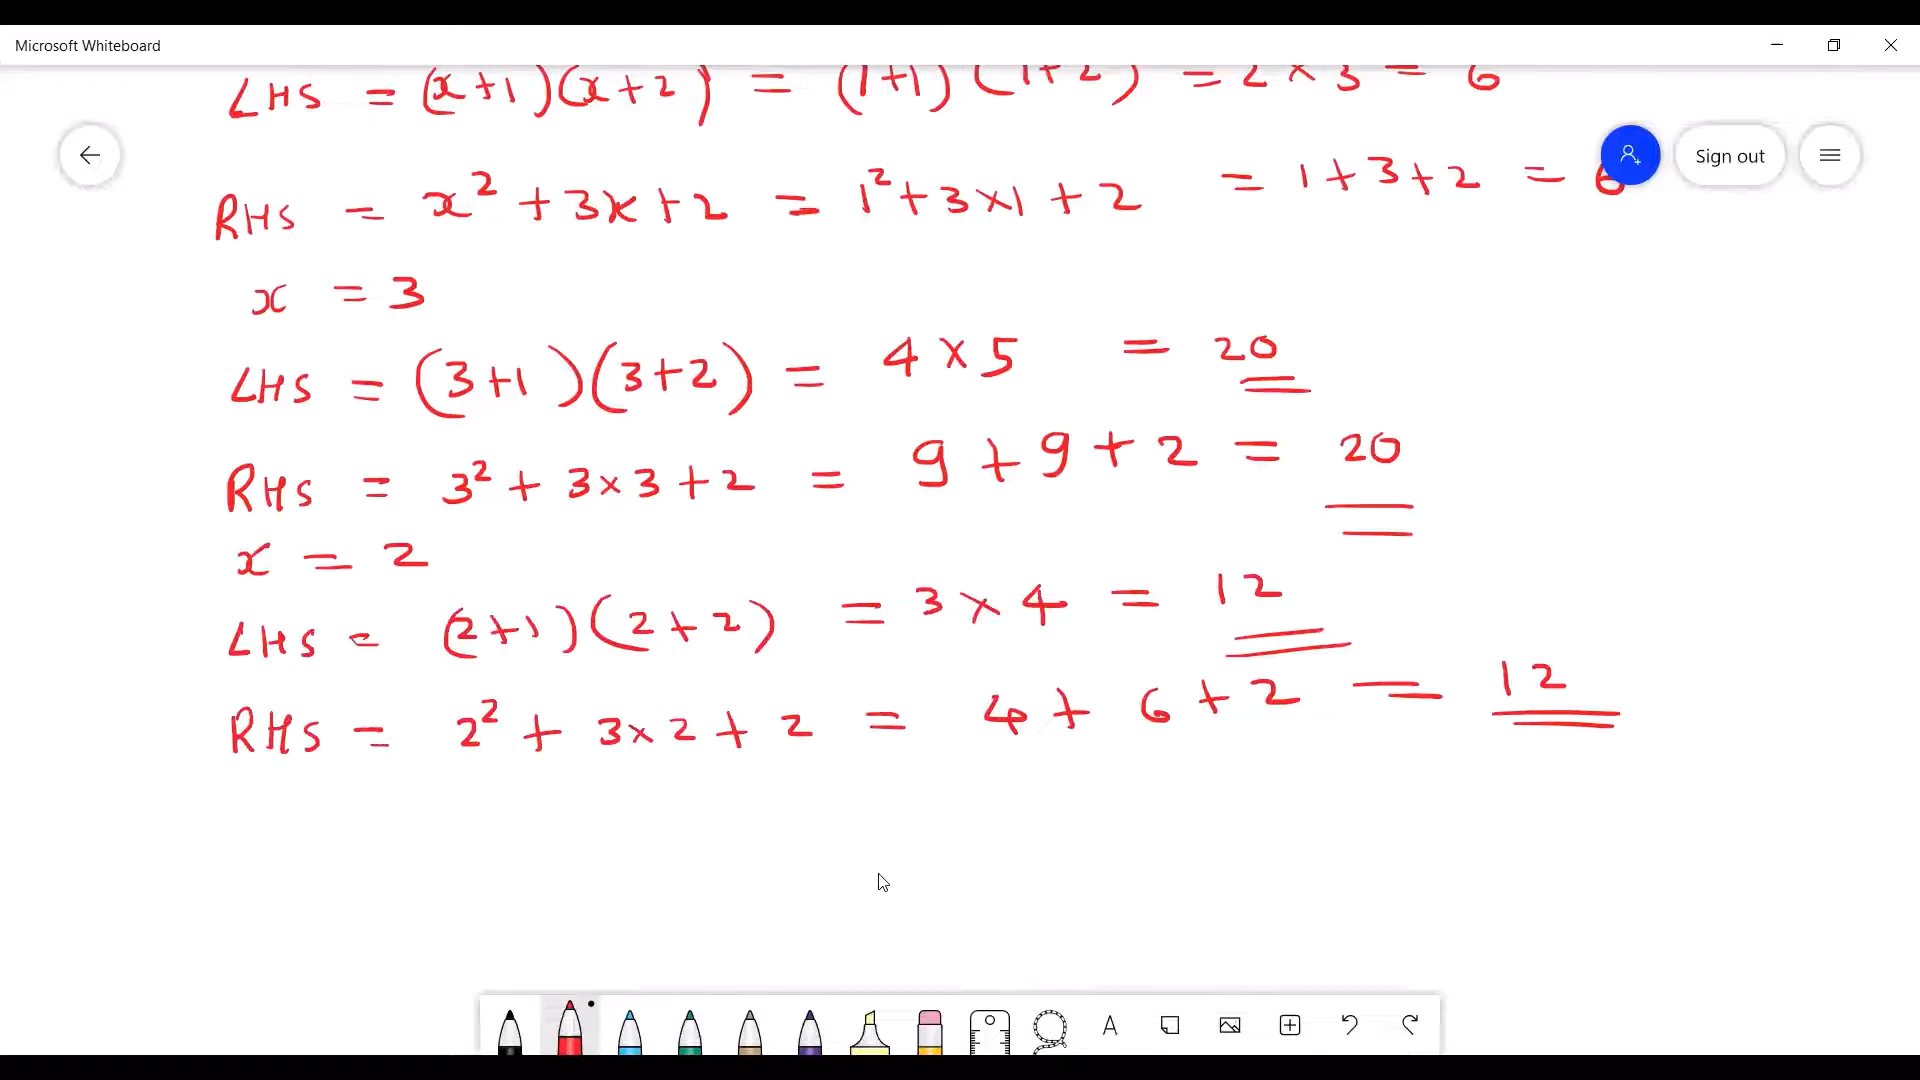 Microsoft Whiteboard
LHS = (x+1)(x+2) = (1+1)(1+2) = 2 × 3 = 6
Sign out
RHS = x² + 3x + 2 = 1² + 3×1 + 2 = 1 + 3 + 2 = 6
x = 3
LHS = (3+1)(3+2) = 4 × 5 = 20
RHS = 3² + 3×3 + 2 = 9 + 9 + 2 = 20
x = 2
LHS = (2+1)(2+2) = 3 × 4 = 12
RHS = 2² + 3×2 + 2 = 4 + 6 + 2 = 12